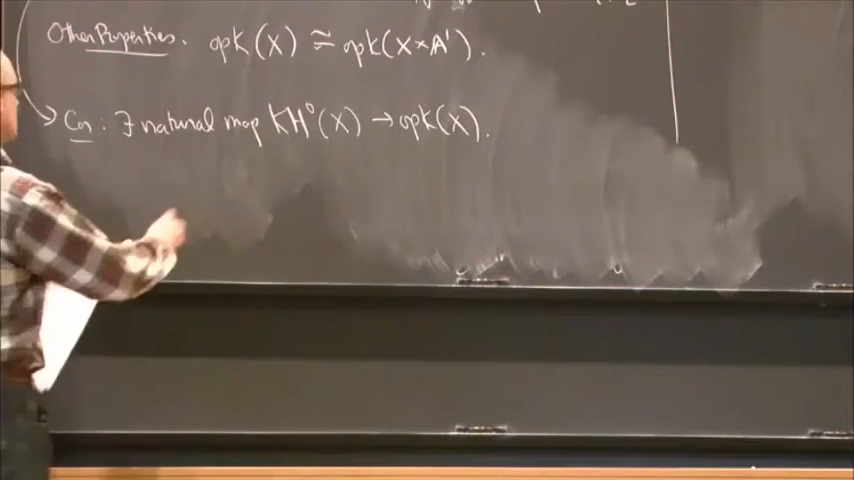 Other Properties. opK(X) ≅ opK(X×A¹).
Cor: ∃ natural map KH⁰(X) → opK(X).